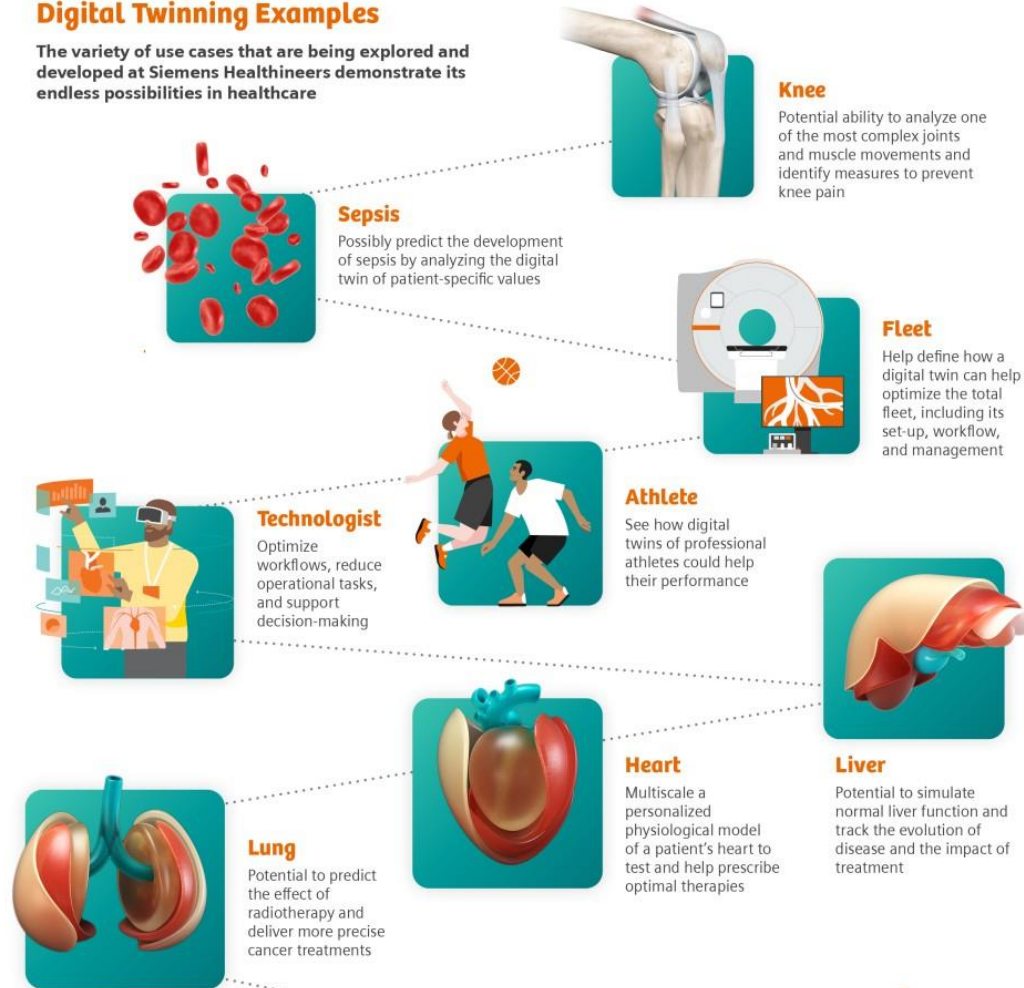 Digital Twinning Examples
The variety of use cases that are being explored and
developed at Siemens Healthineers demonstrate its
endless possibilities in healthcare
Knee
Potential ability to analyze one
of the most complex joints
and muscle movements and
identify measures to prevent
knee pain
Sepsis
Possibly predict the development
of sepsis by analyzing the digital
twin of patient-specific values
Fleet
Help define how a
digital twin can help
optimize the total
fleet, including its
set-up, workflow,
and management
Athlete
See how digital
twins of professional
athletes could help
their performance
Technologist
Optimize
workflows, reduce
operational tasks,
and support
decision-making
Heart
Multiscale a
personalized
physiological model
of a patient's heart to
test and help prescribe
optimal therapies
Liver
Potential to simulate
normal liver function and
track the evolution of
disease and the impact of
treatment
Lung
Potential to predict
the effect of
radiotherapy and
deliver more precise
cancer treatments